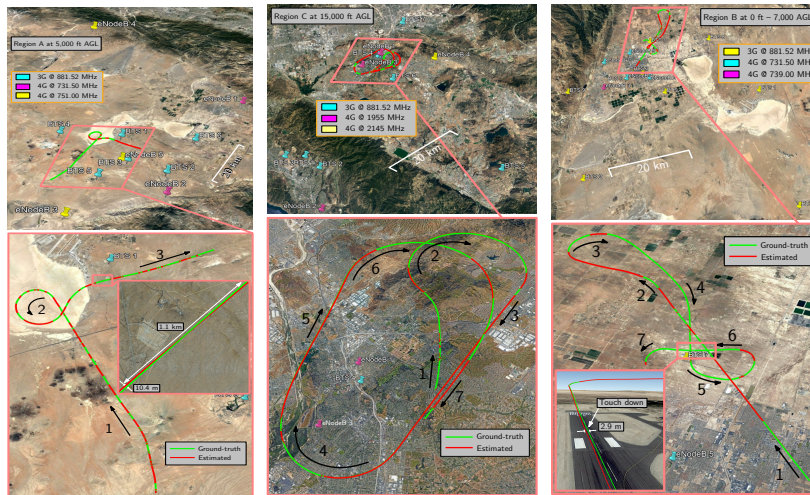 eNodeB 4
Region A at 5,000 ft AGL
3G @ 881.52 MHz
4G @ 731.50 MHz
4G @ 751.00 MHz
BTS 1
eNodeB 5
BTS 2
BTS 5
eNodeB 2
eNodeB 3
20 km
BTS 1
3
2
1.1 km
10.4 m
1
Ground-truth
Estimated
Region C at 15,000 ft AGL
3G @ 881.52 MHz
4G @ 1955 MHz
4G @ 2145 MHz
20 km
BTS 2
eNodeB 2
2
6
5
3
1
7
eNodeB 3
4
Ground-truth
Estimated
Region B at 0 ft – 7,000 AGL
3G @ 881.52 MHz
4G @ 731.50 MHz
4G @ 739.00 MHz
20 km
Ground-truth
Estimated
3
2
4
6
7
5
Touch down
2.9 m
eNodeB 5
1